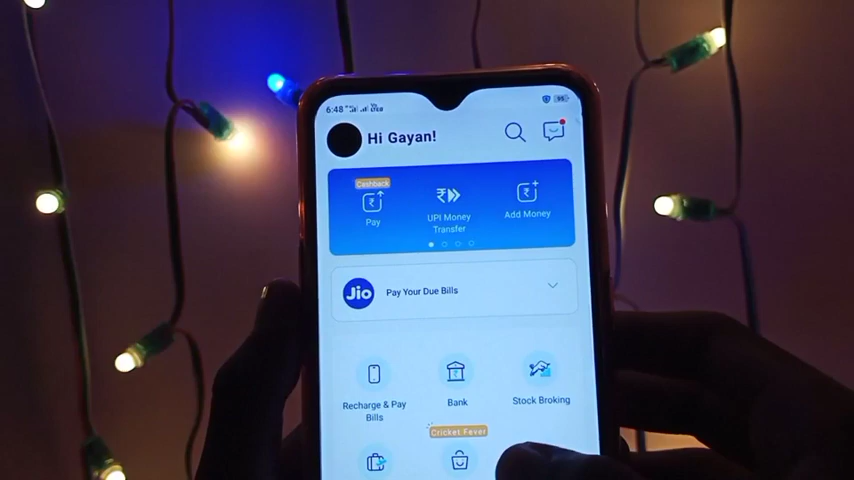 6:48
95
Hi Gayan!
Cashback
Pay
UPI Money
Transfer
Add Money
Jio
Pay Your Due Bills
Recharge & Pay
Bills
Bank
Stock Broking
Cricket Fever